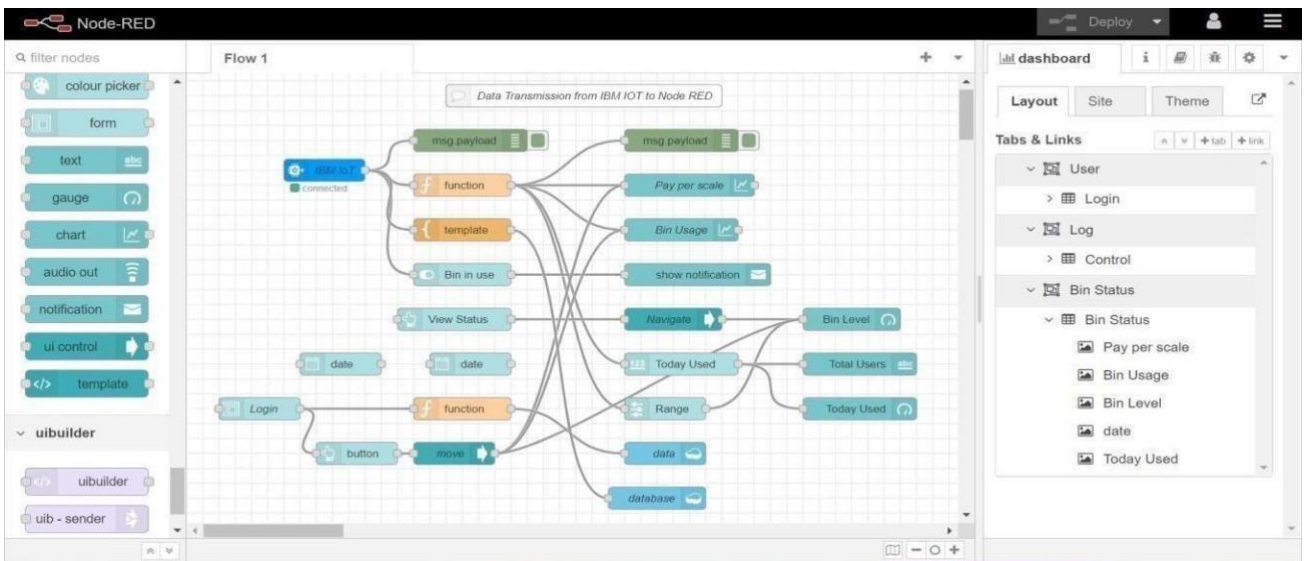 Node-RED
Deploy
filter nodes
colour picker
form
text
abc
gauge
chart
audio out
notification
ui control
template
</>
uibuilder
</>
uibuilder
uib - sender
Flow 1
Data Transmission from IBM IOT to Node RED
msg.payload
msg.payload
IBM IoT
connected
function
Pay per scale
template
Bin Usage
Bin in use
show notification
View Status
Navigate
Bin Level
date
date
123
Today Used
Total Users
abc
Login
function
Range
Today Used
button
move
data
database
dashboard
i
Layout
Site
Theme
Tabs & Links
+ tab
+ link
User
Login
Log
Control
Bin Status
Bin Status
Pay per scale
Bin Usage
Bin Level
date
Today Used